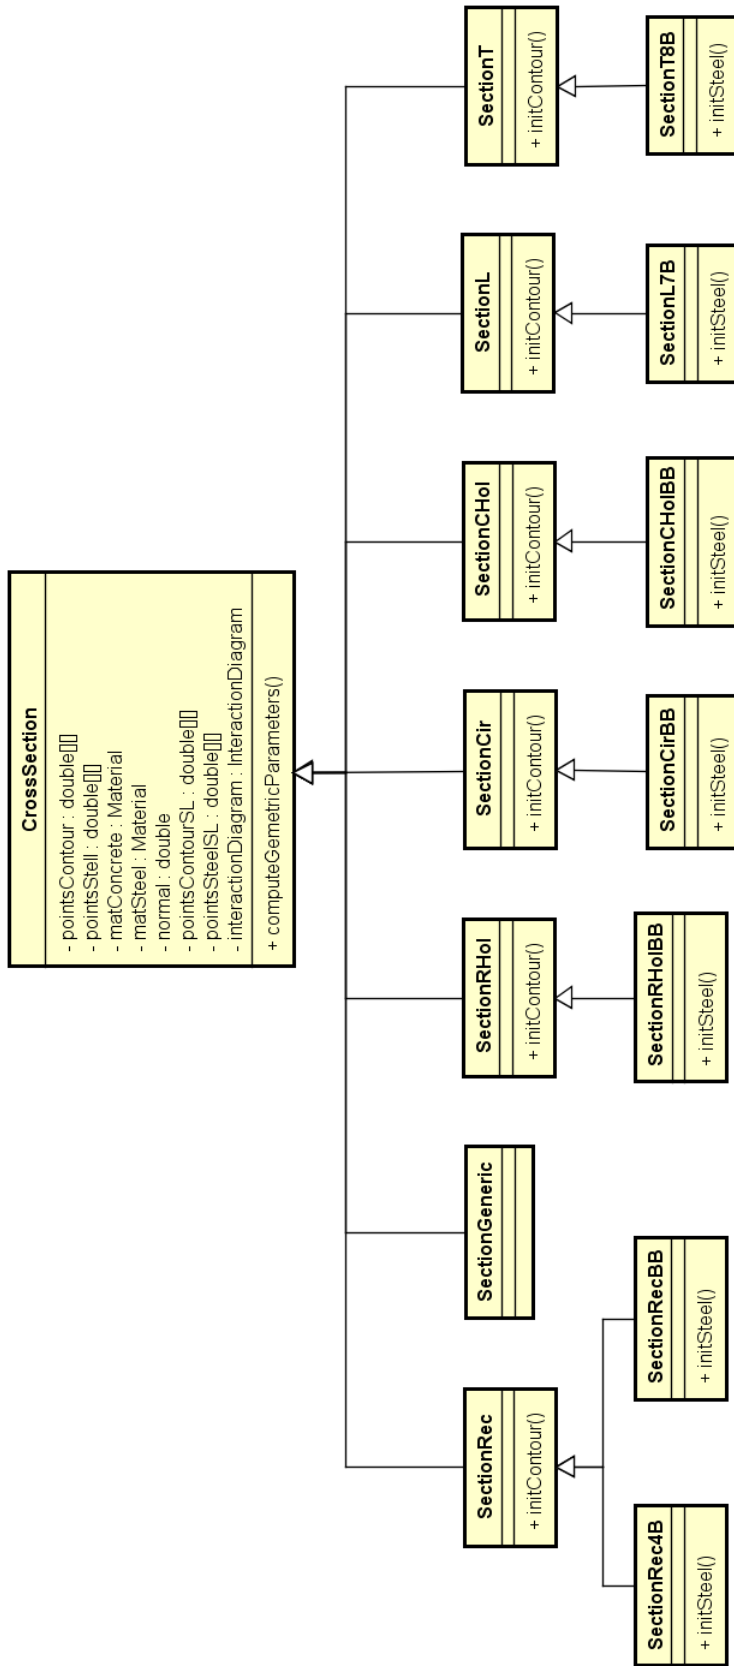 CrossSection
- pointsContour : double[][]
- pointsStell : double[][]
- matConcrete : Material
- matSteel : Material
- normal : double
- pointsContourSL : double[][]
- pointsSteelSL : double[][]
- interactionDiagram : InteractionDiagram
+ computeGemetricParameters()
SectionRec
+ initContour()
SectionGeneric
SectionRHol
+ initContour()
SectionCir
+ initContour()
SectionCHol
+ initContour()
SectionL
+ initContour()
SectionT
+ initContour()
SectionRec4B
+ initSteel()
SectionRecBB
+ initSteel()
SectionRHolBB
+ initSteel()
SectionCirBB
+ initSteel()
SectionCHolBB
+ initSteel()
SectionL7B
+ initSteel()
SectionT8B
+ initSteel()